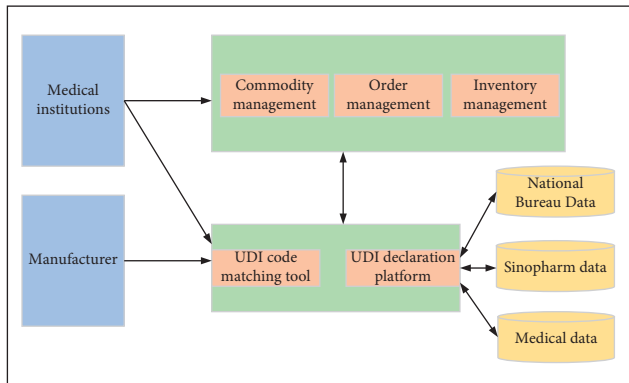 Medical
institutions
Commodity
management
Order
management
Inventory
management
Manufacturer
UDI code
matching tool
UDI declaration
platform
National
Bureau Data
Sinopharm data
Medical data